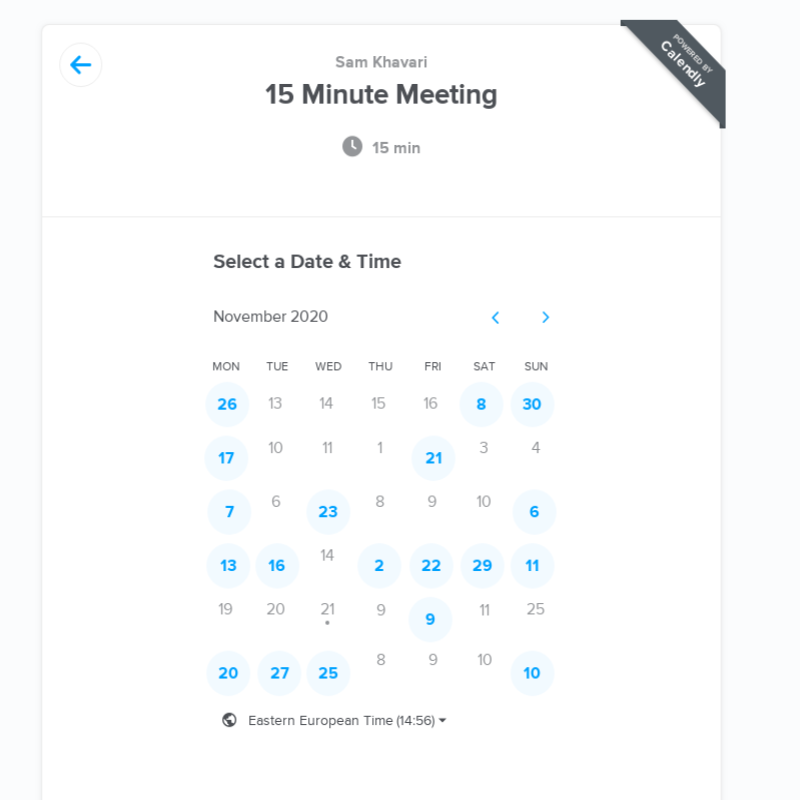 POWERED BY
Calendly
Sam Khavari
15 Minute Meeting
15 min
Select a Date & Time
November 2020
MON TUE WED THU FRI SAT SUN
26 13 14 15 16 8 30
17 10 11 1 21 3 4
7 6 23 8 9 10 6
13 16 14 2 22 29 11
19 20 21 9 9 11 25
20 27 25 8 9 10 10
Eastern European Time (14:56)